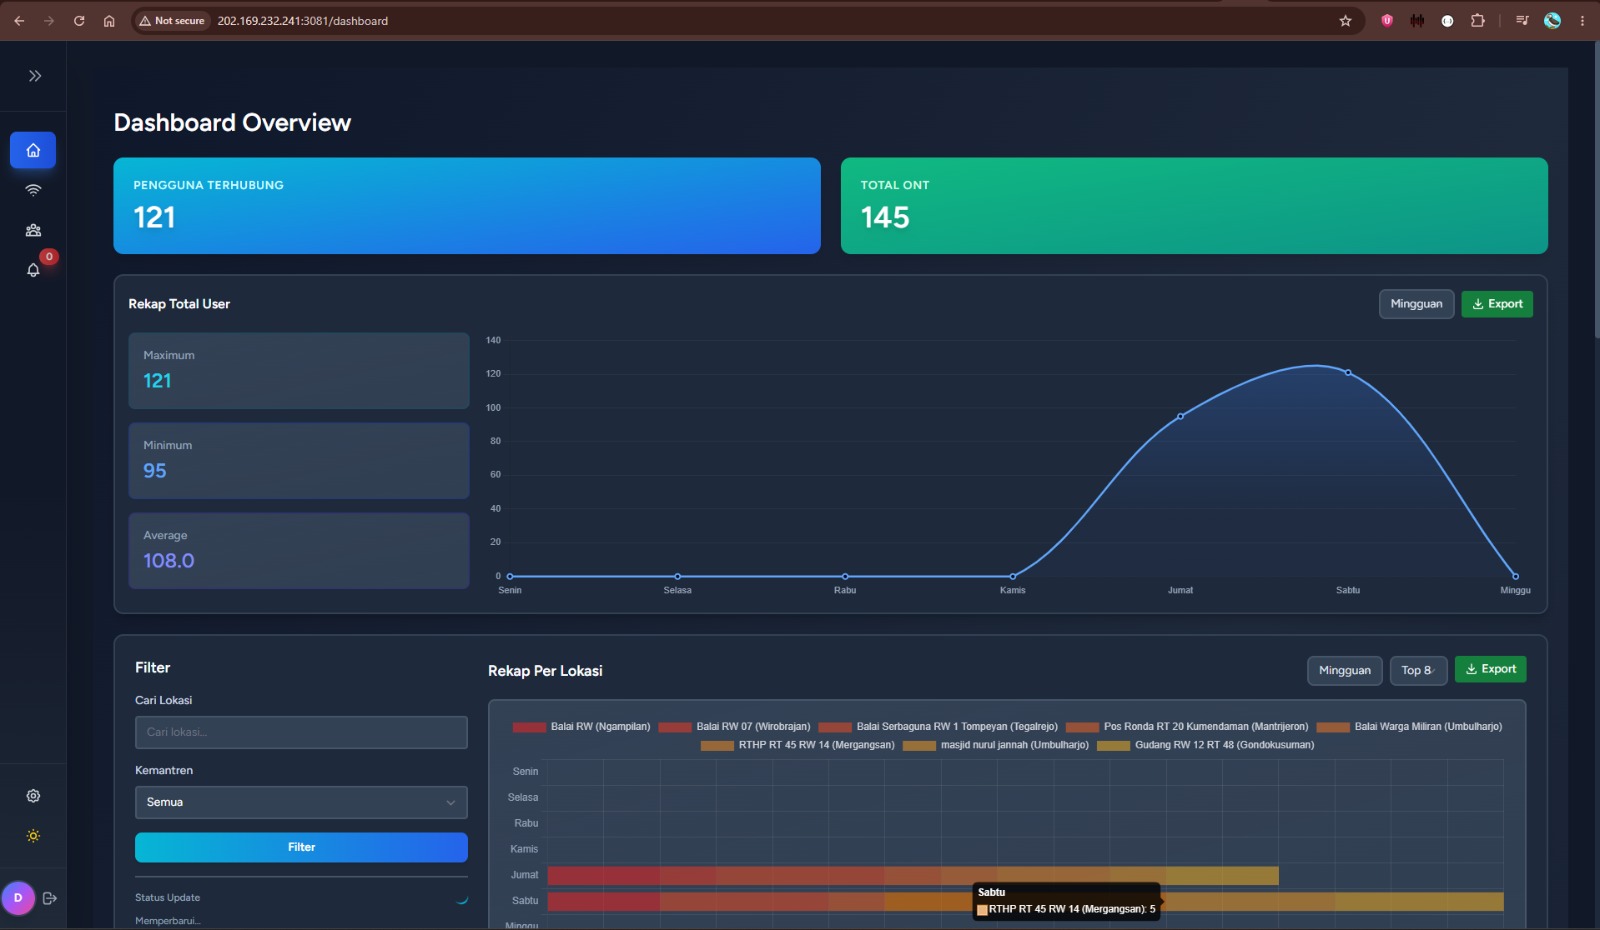 Not secure 202.169.232.241:3081/dashboard
Dashboard Overview
PENGGUNA TERHUBUNG
121
TOTAL ONT
145
0
Rekap Total User
Mingguan
Export
Maximum
121
Minimum
95
Average
108.0
140
120
100
80
60
40
20
0
Senin Selasa Rabu Kamis Jumat Sabtu Minggu
Filter
Cari Lokasi
Cari lokasi...
Kemantren
Semua
Filter
Status Update
Memperbarui...
Rekap Per Lokasi
Mingguan
Top 8
Export
Balai RW (Ngampilan) Balai RW 07 (Wirobrajan) Balai Serbaguna RW 1 Tompeyan (Tegalrejo) Pos Ronda RT 20 Kumendaman (Mantrijeron) Balai Warga Miliran (Umbulharjo)
RTHP RT 45 RW 14 (Mergangsan) masjid nurul jannah (Umbulharjo) Gudang RW 12 RT 48 (Gondokusuman)
Senin
Selasa
Rabu
Kamis
Jumat
Sabtu
Minggu
Sabtu
RTHP RT 45 RW 14 (Mergangsan): 5
D